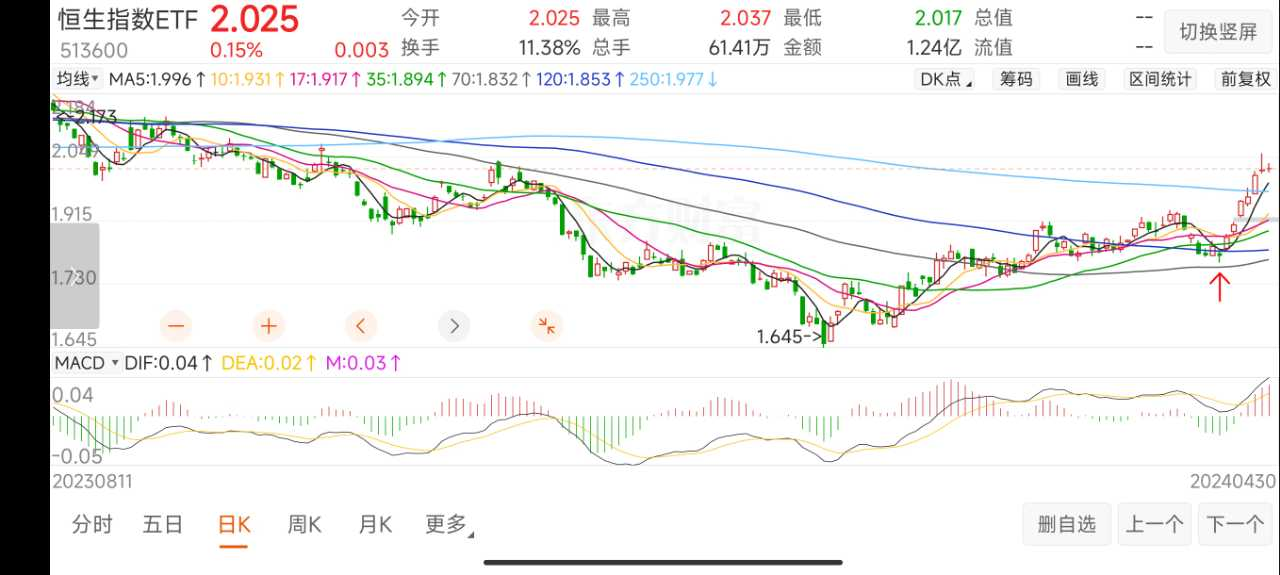 恒生指数ETF 2.025 今开 2.025 最高 2.037 最低 2.017 总值 -- 切换竖屏
513600 0.15% 0.003 换手 11.38% 总手 61.41万 金额 1.24亿 流值 --
均线 MA5:1.996↑ 10:1.931↑ 17:1.917↑ 35:1.894↑ 70:1.832↑ 120:1.853↑ 250:1.977↓ DK点 筹码 画线 区间统计 前复权
2.184
2.173
1.915
1.730
1.645
1.645->
MACD DIF:0.04↑ DEA:0.02↑ M:0.03↑
0.04
-0.05
20230811 20240430
分时 五日 日K 周K 月K 更多 删自选 上一个 下一个